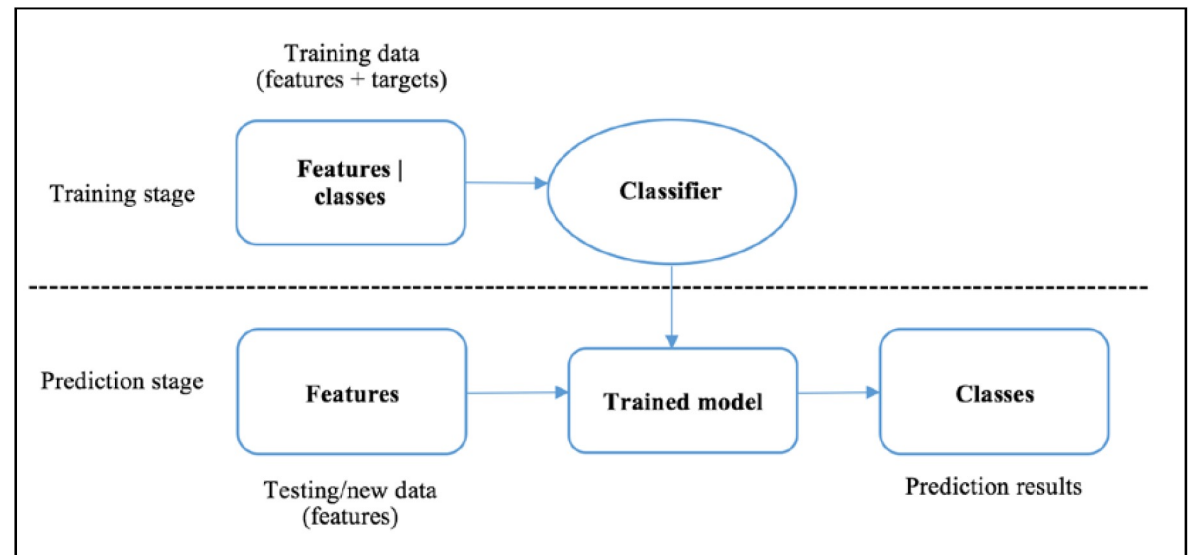 Training data
(features + targets)
Training stage
Features |
classes
Classifier
Prediction stage
Features
Trained model
Classes
Testing/new data
(features)
Prediction results